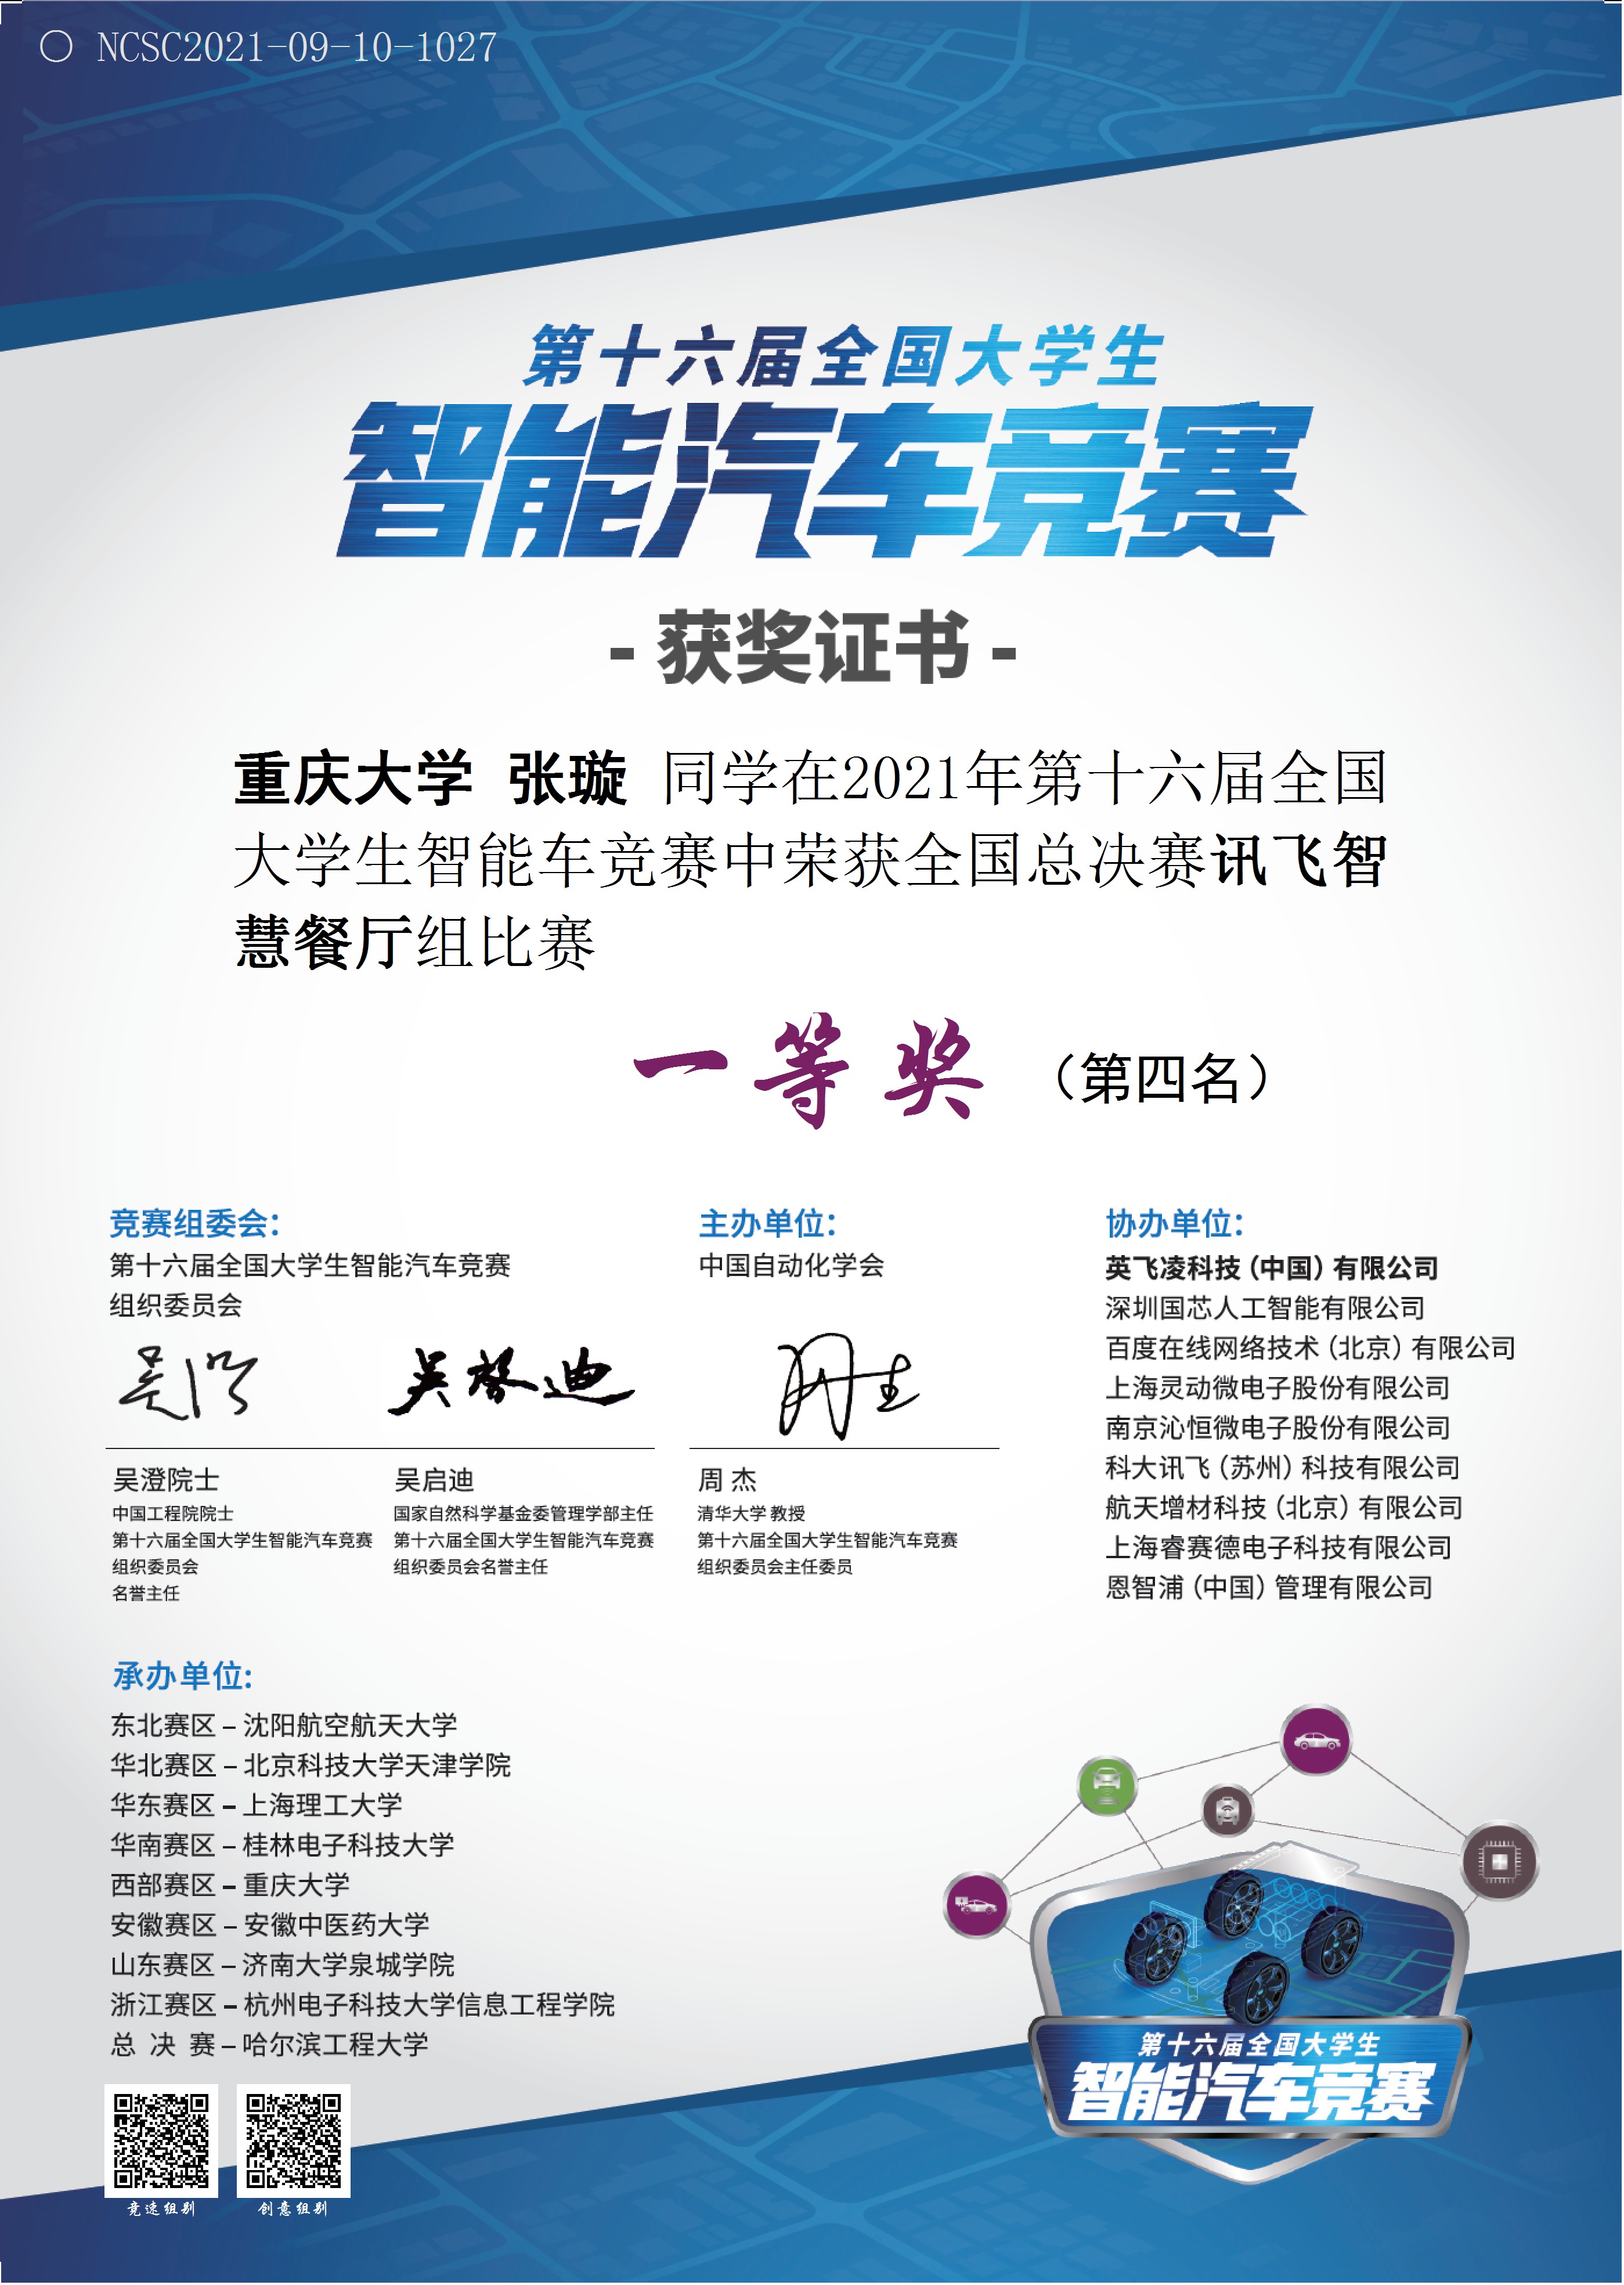 ○ NCSC2021-09-10-1027
第十六届全国大学生
智能汽车竞赛
- 获奖证书 -
重庆大学 张璇 同学在2021年第十六届全国
大学生智能车竞赛中荣获全国总决赛讯飞智
慧餐厅组比赛
一等奖 （第四名）
竞赛组委会：
第十六届全国大学生智能汽车竞赛
组织委员会
吴澄
吴启迪
吴澄院士
中国工程院院士
第十六届全国大学生智能汽车竞赛
组织委员会
名誉主任
吴启迪
国家自然科学基金委管理学部主任
第十六届全国大学生智能汽车竞赛
组织委员会名誉主任
主办单位：
中国自动化学会
周杰
周 杰
清华大学 教授
第十六届全国大学生智能汽车竞赛
组织委员会主任委员
协办单位：
英飞凌科技（中国）有限公司
深圳国芯人工智能有限公司
百度在线网络技术（北京）有限公司
上海灵动微电子股份有限公司
南京沁恒微电子股份有限公司
科大讯飞（苏州）科技有限公司
航天增材科技（北京）有限公司
上海睿赛德电子科技有限公司
恩智浦（中国）管理有限公司
承办单位：
东北赛区 – 沈阳航空航天大学
华北赛区 – 北京科技大学天津学院
华东赛区 – 上海理工大学
华南赛区 – 桂林电子科技大学
西部赛区 – 重庆大学
安徽赛区 – 安徽中医药大学
山东赛区 – 济南大学泉城学院
浙江赛区 – 杭州电子科技大学信息工程学院
总 决 赛 – 哈尔滨工程大学
竞速组别
创意组别
第十六届全国大学生
智能汽车竞赛